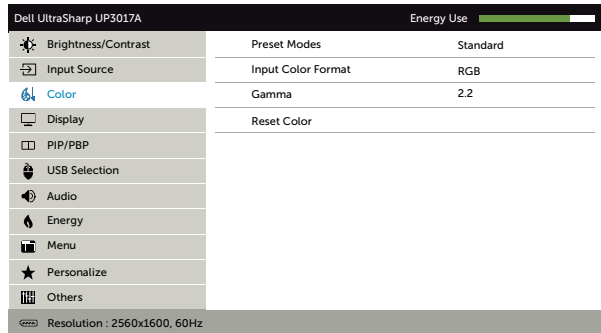 Dell UltraSharp UP3017A Energy Use
Brightness/Contrast Preset Modes Standard
Input Source Input Color Format RGB
Color Gamma 2.2
Display Reset Color
PIP/PBP
USB Selection
Audio
Energy
Menu
Personalize
Others
Resolution : 2560x1600, 60Hz